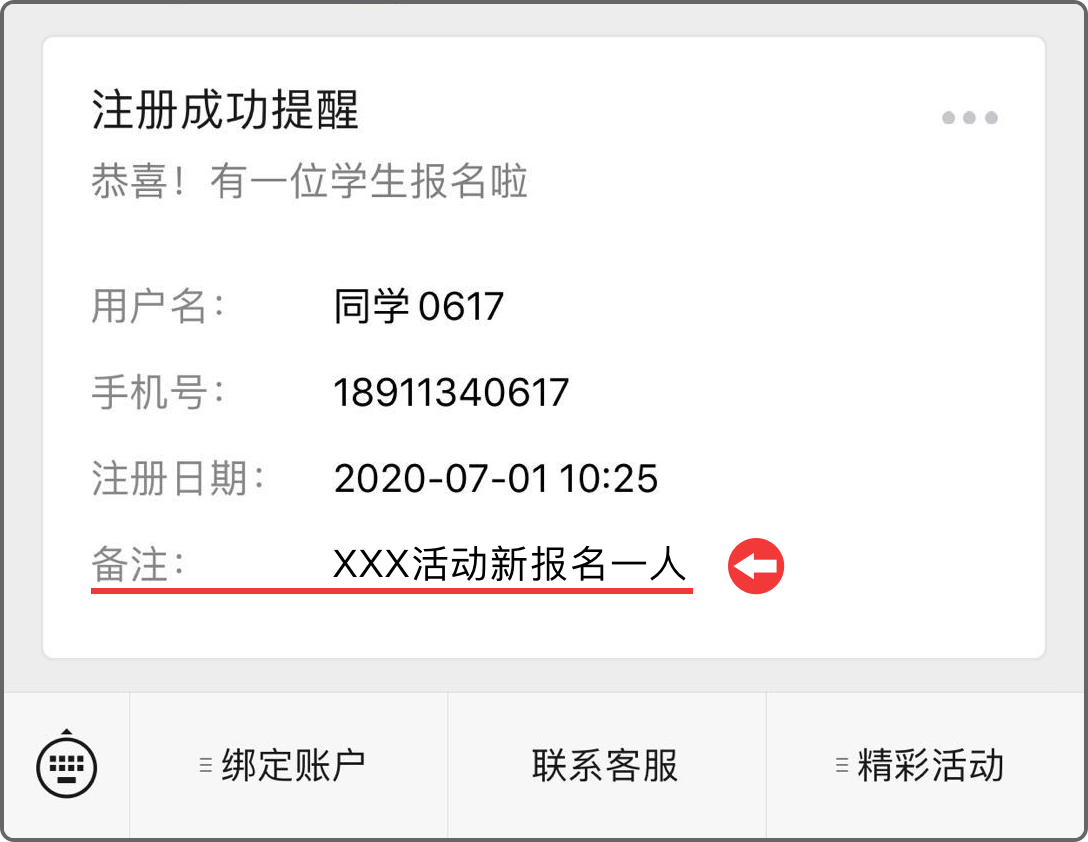 注册成功提醒
恭喜！有一位学生报名啦
用户名： 同学 0617
手机号： 18911340617
注册日期： 2020-07-01 10:25
备注： XXX活动新报名一人
绑定账户 联系客服 精彩活动